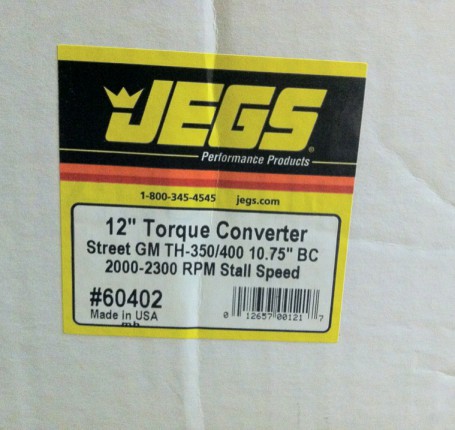 JEGS®
Performance Products
1-800-345-4545 jegs.com
12" Torque Converter
Street GM TH-350/400 10.75" BC
2000-2300 RPM Stall Speed
#60402
Made in USA
mh
0 12657 00121 7